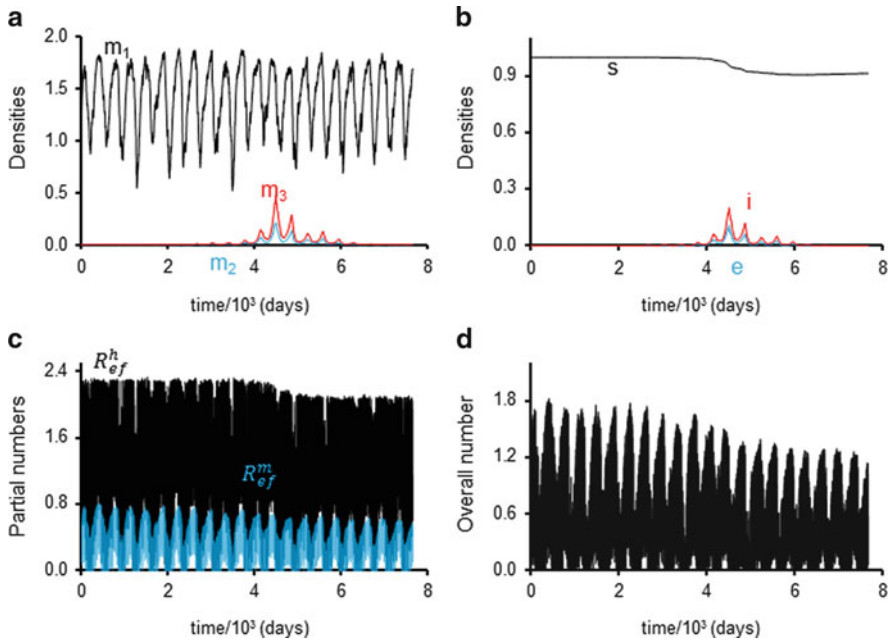 a
b
m₁
2.0
1.5
1.0
0.5
0.0
Densities
m₃
m₂
0 2 4 6 8
time/10³ (days)
0.9
0.6
0.3
0.0
Densities
s
i
e
0 2 4 6 8
time/10³ (days)
c
d
R_ef^h
2.4
1.6
0.8
0.0
Partial numbers
R_ef^m
0 2 4 6 8
time/10³ (days)
1.8
1.2
0.6
0.0
Overall number
0 2 4 6 8
time/10³ (days)